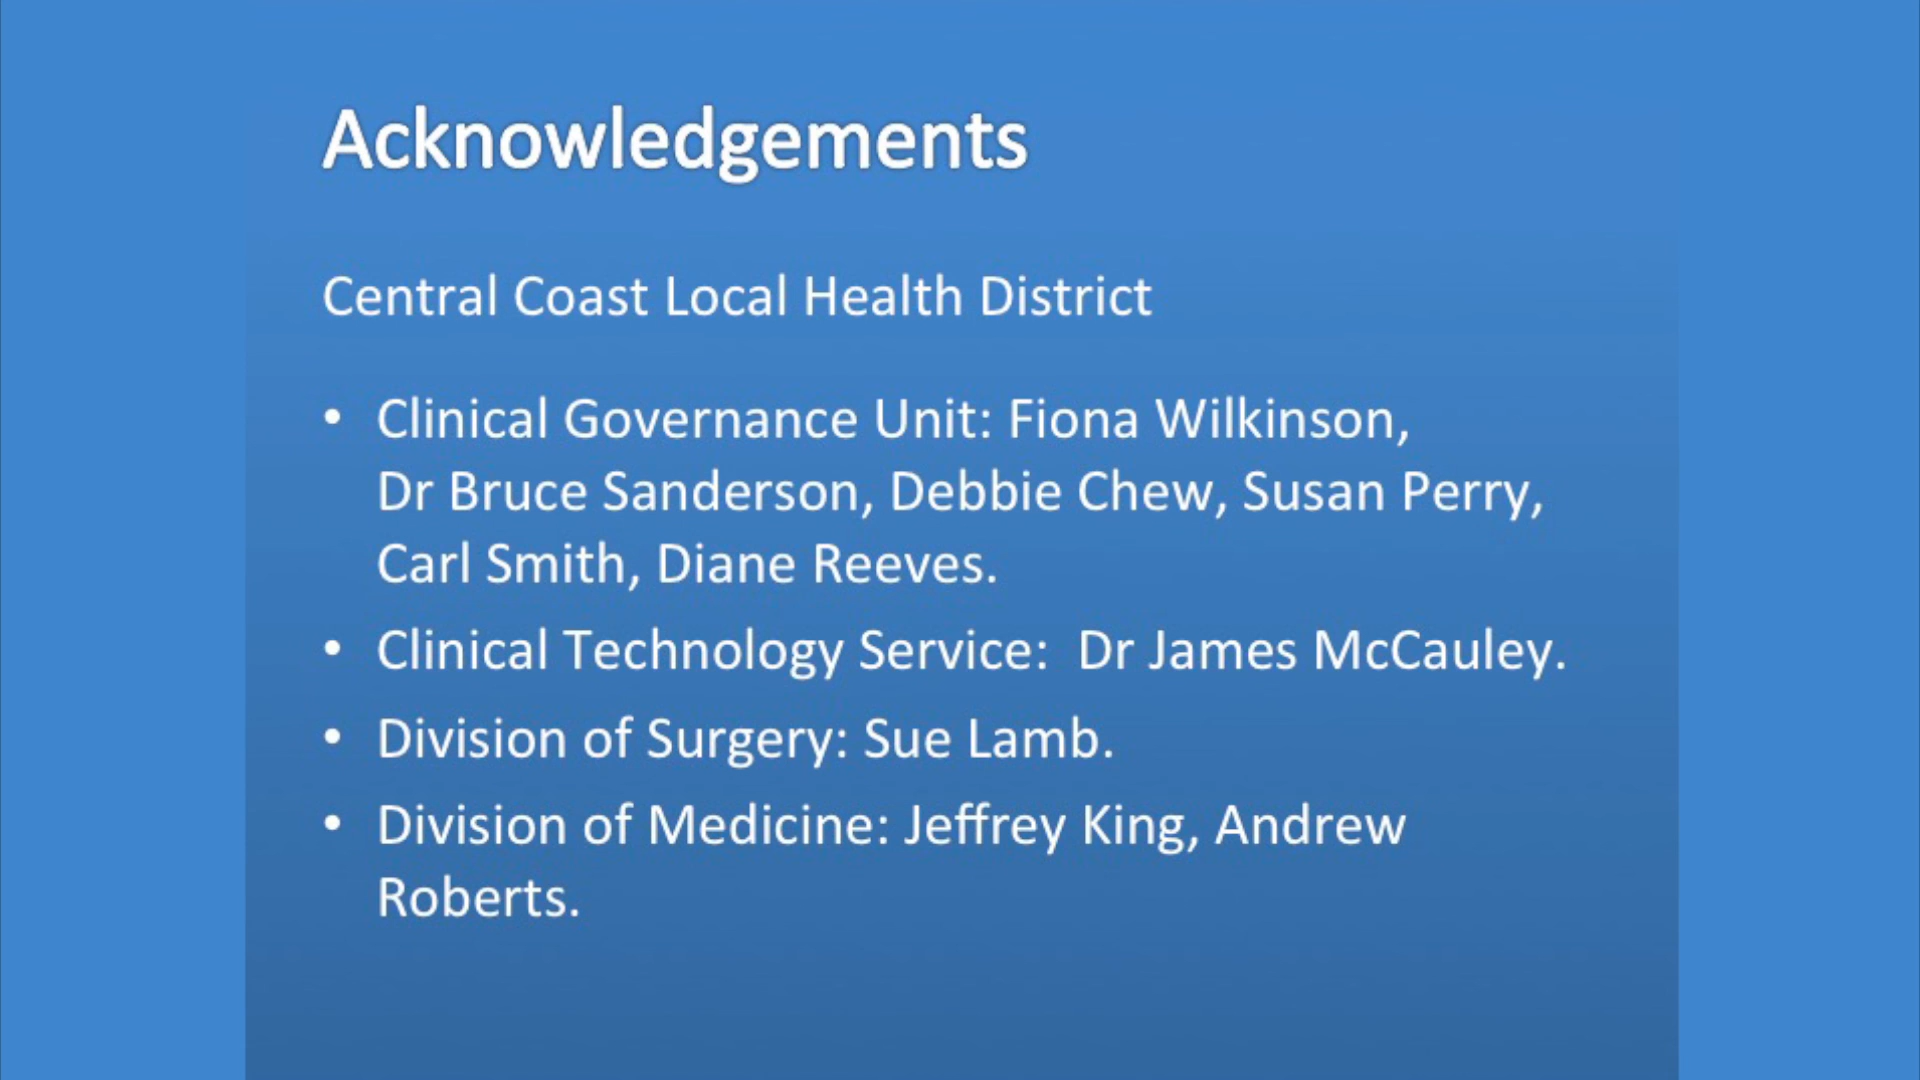 Acknowledgements
Central Coast Local Health District
• Clinical Governance Unit: Fiona Wilkinson,
Dr Bruce Sanderson, Debbie Chew, Susan Perry,
Carl Smith, Diane Reeves.
• Clinical Technology Service:  Dr James McCauley.
• Division of Surgery: Sue Lamb.
• Division of Medicine: Jeffrey King, Andrew
Roberts.